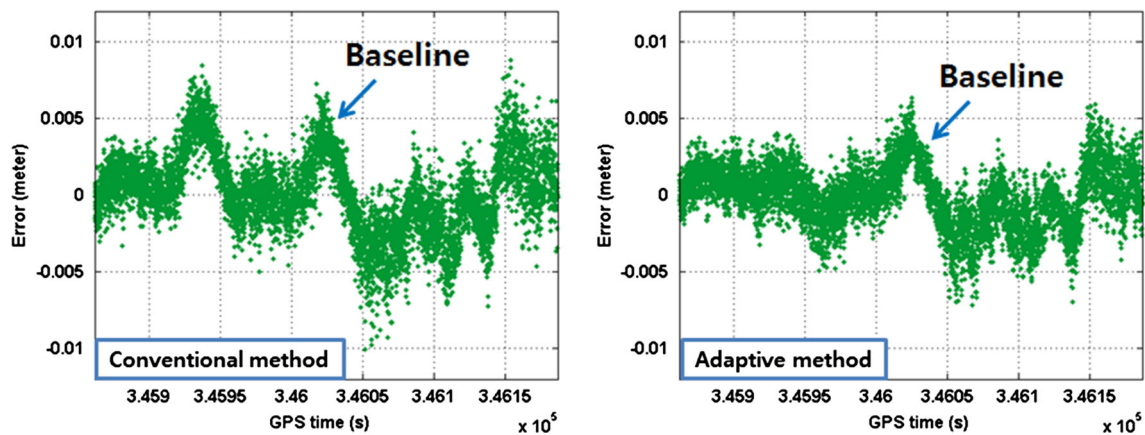 0.01
0.005
0
-0.005
-0.01
Error (meter)
Baseline
Conventional method
3.459 3.4595 3.46 3.4605 3.461 3.4615
GPS time (s)
x 10 5
0.01
0.005
0
-0.005
-0.01
Error (meter)
Baseline
Adaptive method
3.459 3.4595 3.46 3.4605 3.461 3.4615
GPS time (s)
x 10 5